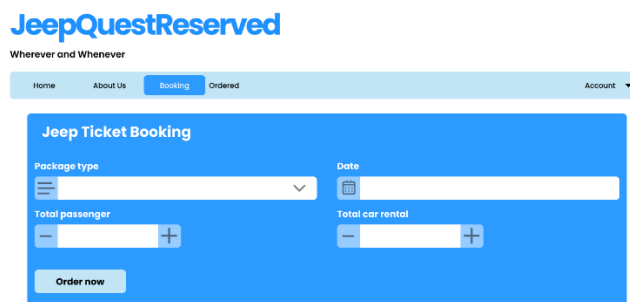 JeepQuestReserved
Wherever and Whenever
Home About Us Booking Ordered Account
Jeep Ticket Booking
Package type Date
Total passenger Total car rental
Order now